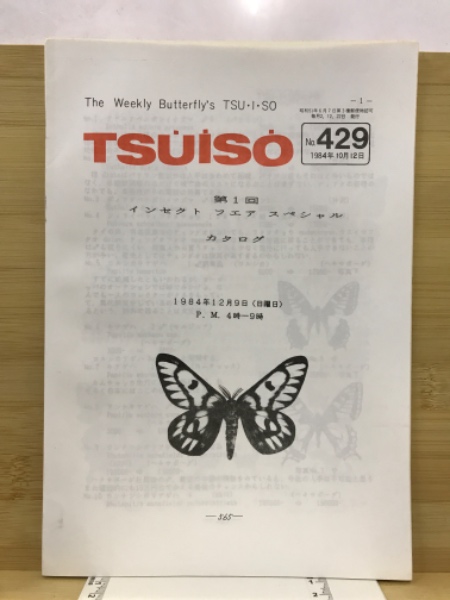 －1－
The Weekly Butterfly's TSU・I・SO
TSUISO
No. 429
1984年10月12日
第1回
インセクト フェア スペシャル
カタログ
1984年12月9日（日曜日）
P. M. 4時－9時
―565―